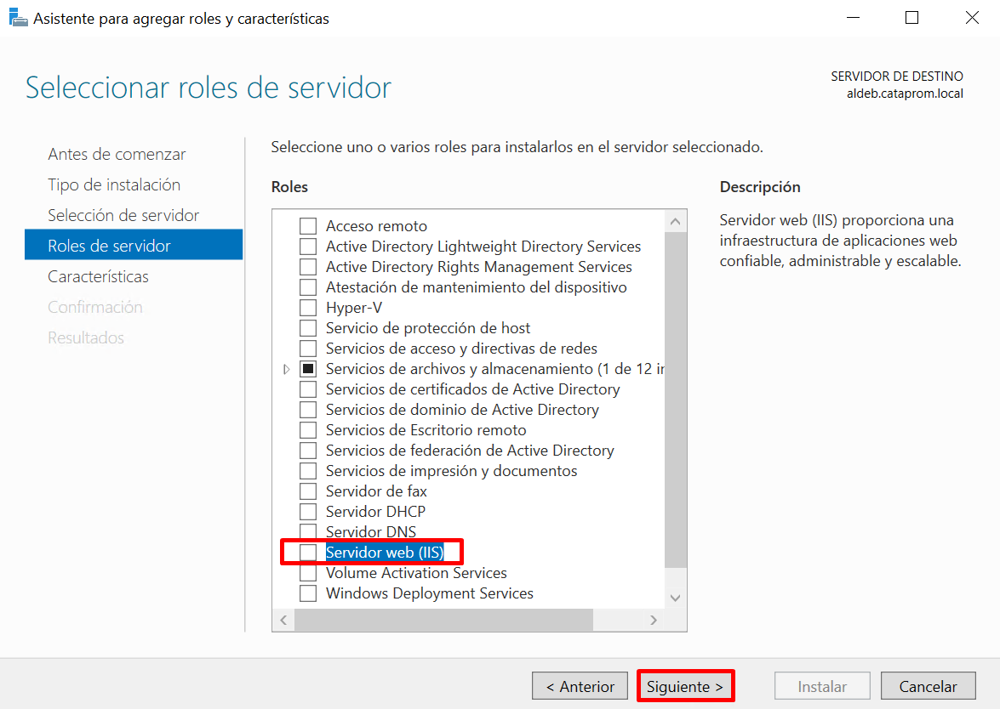 Asistente para agregar roles y características
Seleccionar roles de servidor
SERVIDOR DE DESTINO
aldeb.cataprom.local
Antes de comenzar
Tipo de instalación
Selección de servidor
Roles de servidor
Características
Confirmación
Resultados
Seleccione uno o varios roles para instalarlos en el servidor seleccionado.
Roles
Acceso remoto
Active Directory Lightweight Directory Services
Active Directory Rights Management Services
Atestación de mantenimiento del dispositivo
Hyper-V
Servicio de protección de host
Servicios de acceso y directivas de redes
Servicios de archivos y almacenamiento (1 de 12 in
Servicios de certificados de Active Directory
Servicios de dominio de Active Directory
Servicios de Escritorio remoto
Servicios de federación de Active Directory
Servicios de impresión y documentos
Servidor de fax
Servidor DHCP
Servidor DNS
Servidor web (IIS)
Volume Activation Services
Windows Deployment Services
Descripción
Servidor web (IIS) proporciona una
infraestructura de aplicaciones web
confiable, administrable y escalable.
< Anterior
Siguiente >
Instalar
Cancelar